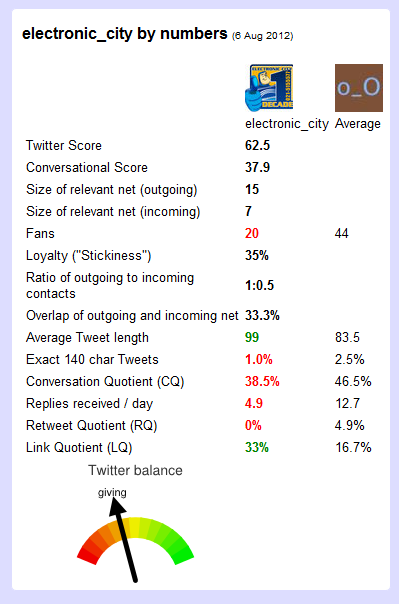 electronic_city by numbers (6 Aug 2012)
ELECTRONIC CITY
DECADE
o_O
electronic_city Average
Twitter Score 62.5
Conversational Score 37.9
Size of relevant net (outgoing) 15
Size of relevant net (incoming) 7
Fans 20 44
Loyalty ("Stickiness") 35%
Ratio of outgoing to incoming
contacts 1:0.5
Overlap of outgoing and incoming net 33.3%
Average Tweet length 99 83.5
Exact 140 char Tweets 1.0% 2.5%
Conversation Quotient (CQ) 38.5% 46.5%
Replies received / day 4.9 12.7
Retweet Quotient (RQ) 0% 4.9%
Link Quotient (LQ) 33% 16.7%
Twitter balance
giving